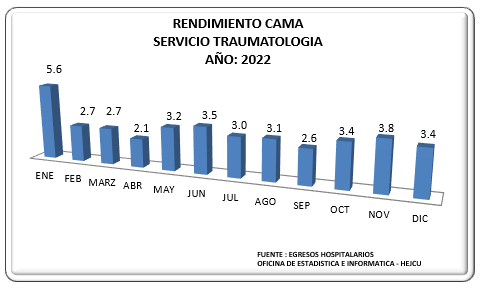 RENDIMIENTO CAMA
SERVICIO TRAUMATOLOGIA
AÑO: 2022
5.6
2.7
2.7
2.1
3.2
3.5
3.0
3.1
2.6
3.4
3.8
3.4
ENE
FEB
MARZ
ABR
MAY
JUN
JUL
AGO
SEP
OCT
NOV
DIC
FUENTE : EGRESOS HOSPITALARIOS
OFICINA DE ESTADISTICA E INFORMATICA - HEJCU